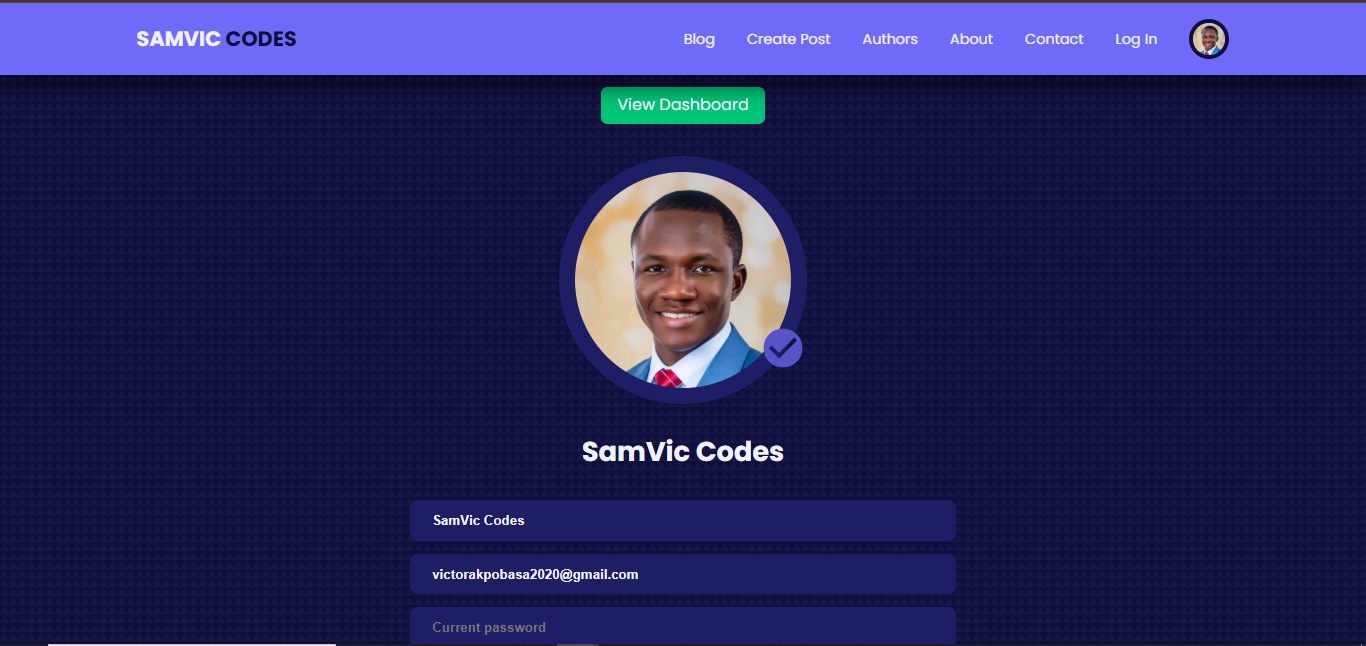 SAMVIC CODES
Blog
Create Post
Authors
About
Contact
Log In
View Dashboard
SamVic Codes
SamVic Codes
victorakpobasa2020@gmail.com
Current password